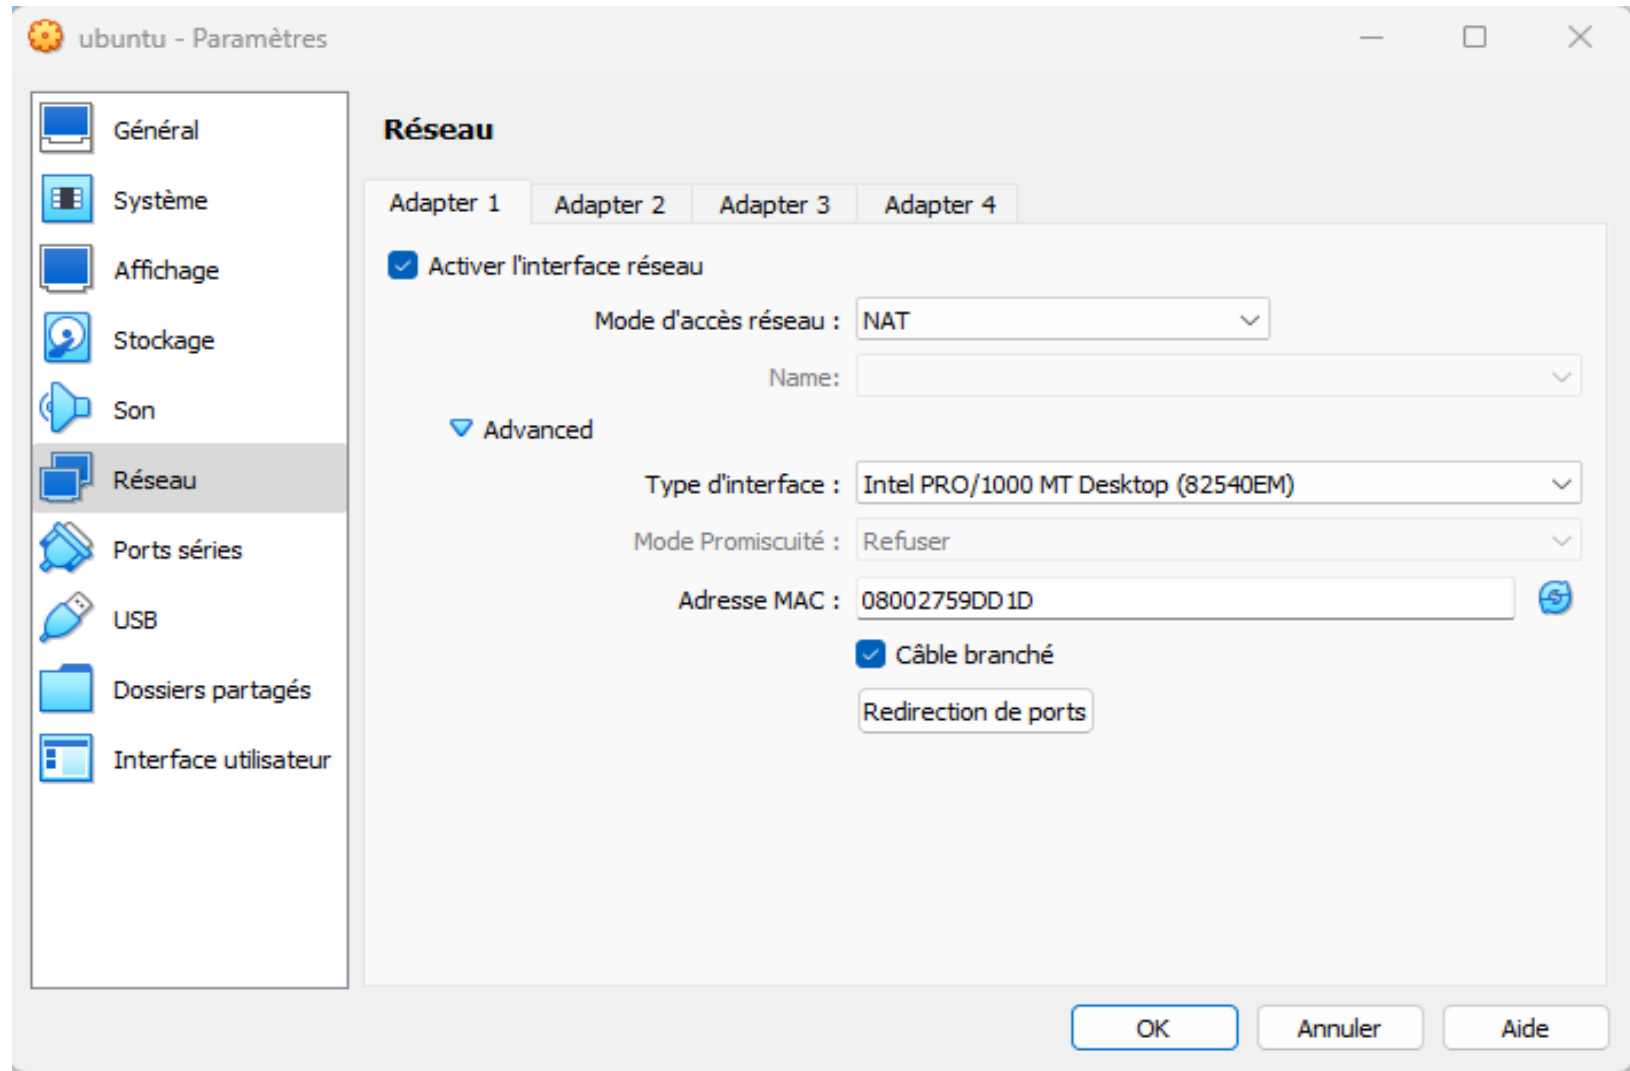 ubuntu - Paramètres
Général
Système
Affichage
Stockage
Son
Réseau
Ports séries
USB
Dossiers partagés
Interface utilisateur
Réseau
Adapter 1 Adapter 2 Adapter 3 Adapter 4
Activer l'interface réseau
Mode d'accès réseau : NAT
Name:
Advanced
Type d'interface : Intel PRO/1000 MT Desktop (82540EM)
Mode Promiscuité : Refuser
Adresse MAC : 08002759DD1D
Câble branché
Redirection de ports
OK Annuler Aide